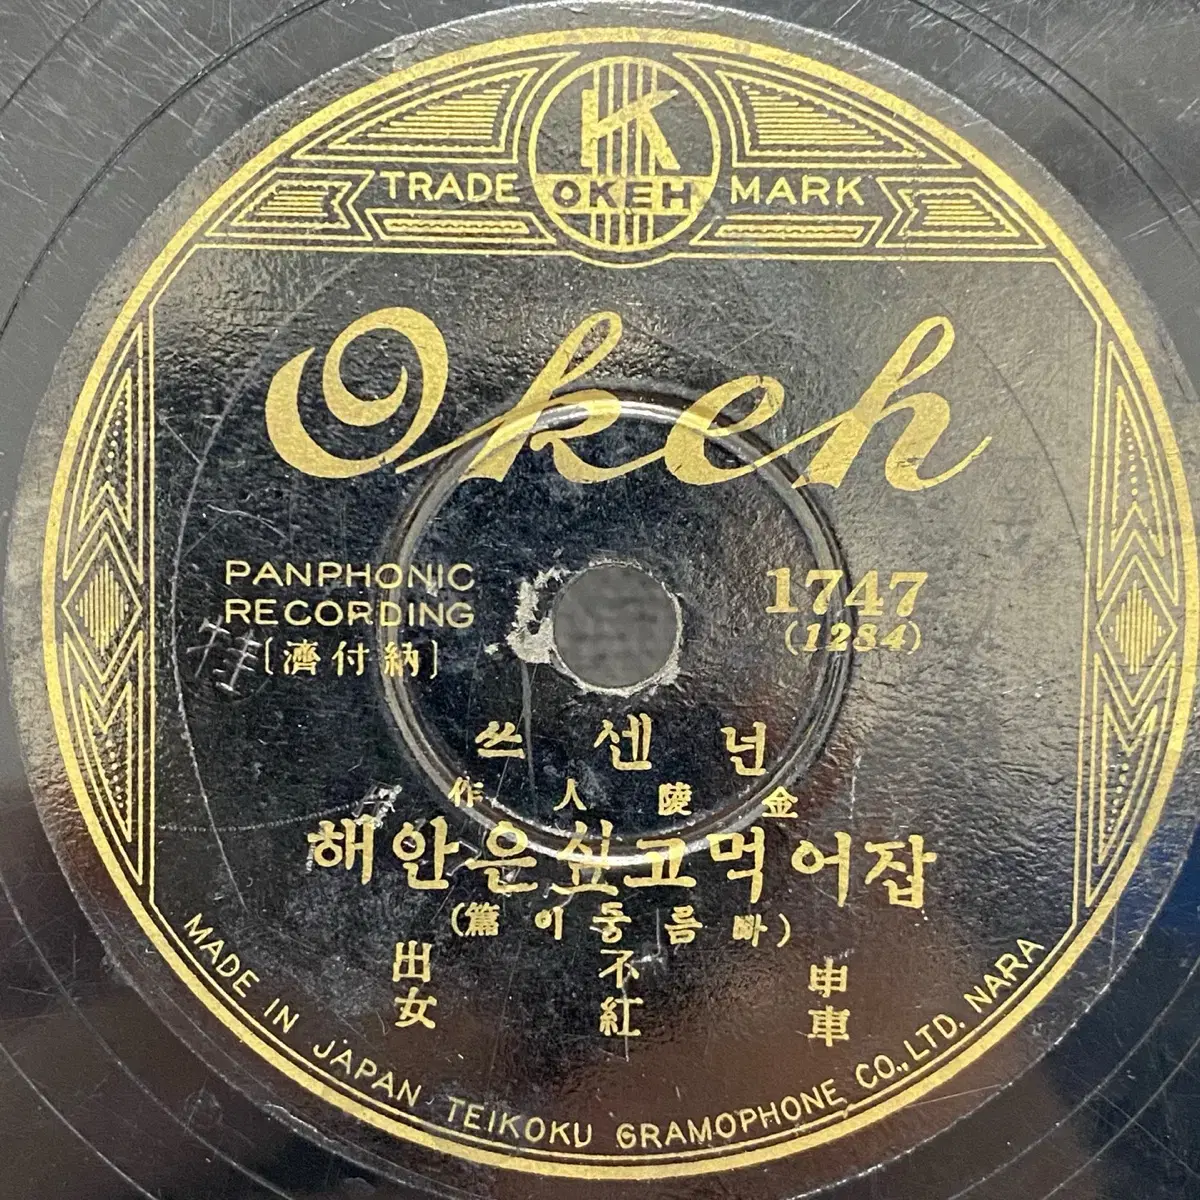 K
OKEH
TRADE MARK
Okeh
PANPHONIC
RECORDING
[納付濟]
1747
(1284)
넌센쓰
金陵人作
잡어먹고싶은안해
(빠름동이篇)
申不出
車紅女
MADE IN JAPAN TEIKOKU GRAMOPHONE CO., LTD. NARA